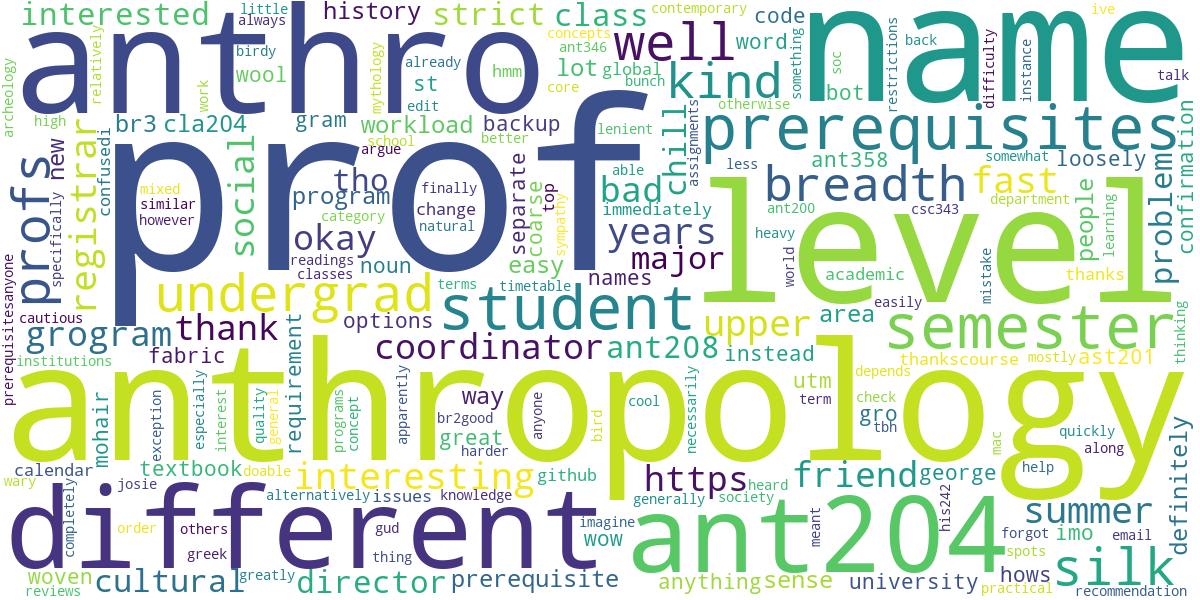 anthro
prof
name
level
anthropology
different
ant204
prerequisites
student
semester
undergrad
breadth
profs
well
kind
interested
history
strict
class
contemporary
code
ive
always
little
birdy
concepts
ant346
word
something
soc
restrictions
back
difficulty
instance
talk
archeology
relatively
wool
work
mythology
already
hmm
lot
global
bunch
core
st
edit
bot
high
br3
cla204
gram
workload
backup
better
lenient
otherwise
assignments
chill
school
argue
registrar
confusedi
new
social
tho
program
mixed
similar
however
finally
change
natural
category
separate
top
coarse
sympathy
able
bad
immediately
ant358
less
ant200
somewhat
loosely
csc343
department
problem
people
learning
confirmation
fast
heavy
okay
readings
classes
noun
easy
names
years
major
world
academic
mistake
thanks
specifically
cautious
prerequisitesanyone
terms
timetable
options
area
easily
upper
grogram
thank
coordinator
ant208
instead
thankscourse
mostly
ast201
thinking
institutions
fabric
requirement
depends
utm
term
check
gro
tbh
way
br2good
great
harder
anyone
bird
cool
necessarily
mohair
exception
especially
interest
quality
general
programs
concept
apparently
mac
quickly
along
definitely
wary
calendar
textbook
doable
interesting
github
https
heard
friend
george
help
josie
alternatively
issues
knowledge
generally
society
summer
completely
order
others
greek
gud
thing
imagine
wow
meant
his242
forgot
imo
email
spots
hows
silk
woven
reviews
cultural
greatly
director
prerequisite
anything
sense
university
practical
recommendation